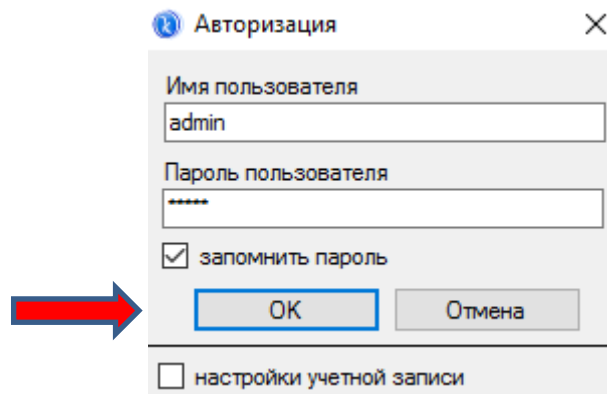 Авторизация
Имя пользователя
admin
Пароль пользователя
*****
запомнить пароль
OK Отмена
настройки учетной записи